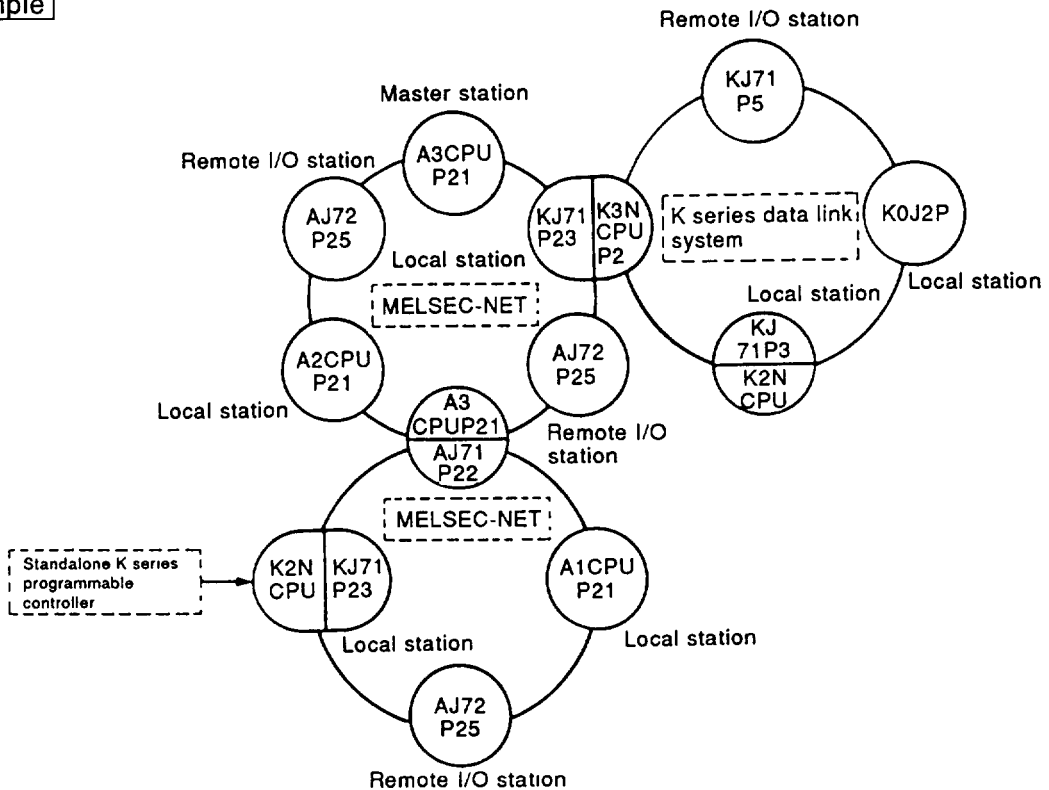 Remote I/O station
KJ71
P5
Master station
A3CPU
P21
Remote I/O station
AJ72
P25
KJ71
P23
K3N
CPU
P2
K series data link
system
K0J2P
Local station
Local station
MELSEC-NET
Local station
KJ
71P3
K2N
CPU
A2CPU
P21
AJ72
P25
Local station
A3
CPUP21
AJ71
P22
Remote I/O
station
MELSEC-NET
Standalone K series
programmable
controller
K2N
CPU
KJ71
P23
A1CPU
P21
Local station
Local station
AJ72
P25
Remote I/O station